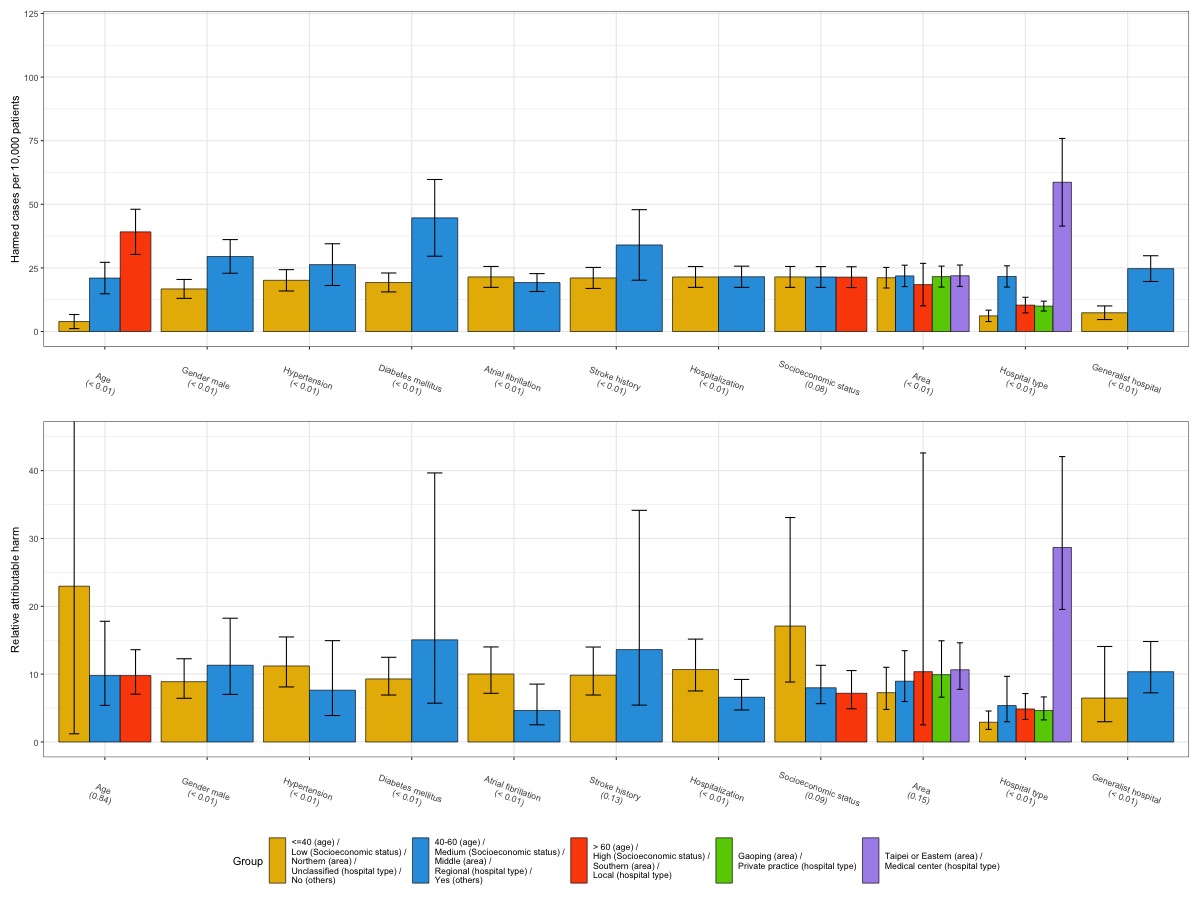 125
100
75
50
25
0
Harmed cases per 10,000 patients
Age
(< 0.01)
Gender male
(< 0.01)
Hypertension
(< 0.01)
Diabetes mellitus
(< 0.01)
Atrial fibrillation
(< 0.01)
Stroke history
(< 0.01)
Hospitalization
(< 0.01)
Socioeconomic status
(0.08)
Area
(< 0.01)
Hospital type
(< 0.01)
Generalist hospital
(< 0.01)
40
30
20
10
0
Relative attributable harm
Age
(0.84)
Gender male
(< 0.01)
Hypertension
(< 0.01)
Diabetes mellitus
(< 0.01)
Atrial fibrillation
(< 0.01)
Stroke history
(0.13)
Hospitalization
(< 0.01)
Socioeconomic status
(0.09)
Area
(0.15)
Hospital type
(< 0.01)
Generalist hospital
(< 0.01)
Group
<=40 (age) /
Low (Socioeconomic status) /
Northern (area) /
Unclassified (hospital type) /
No (others)
40-60 (age) /
Medium (Socioeconomic status) /
Middle (area) /
Regional (hospital type) /
Yes (others)
> 60 (age) /
High (Socioeconomic status) /
Southern (area) /
Local (hospital type)
Gaoping (area) /
Private practice (hospital type)
Taipei or Eastern (area) /
Medical center (hospital type)